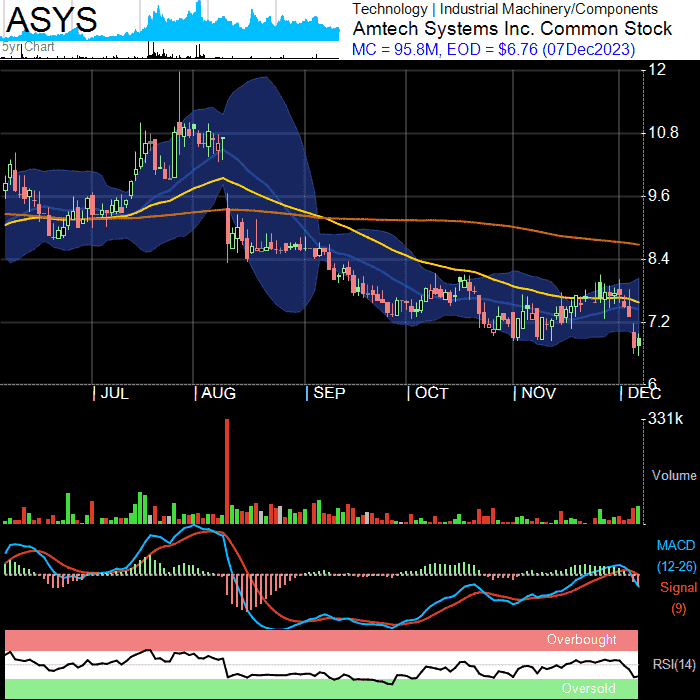 ASYS
5yr Chart
Technology | Industrial Machinery/Components
Amtech Systems Inc. Common Stock
MC = 95.8M, EOD = $6.76 (07Dec2023)
12
10.8
9.6
8.4
7.2
6
JUL
AUG
SEP
OCT
NOV
DEC
331k
Volume
MACD
(12-26)
Signal
(9)
Overbought
RSI(14)
Oversold